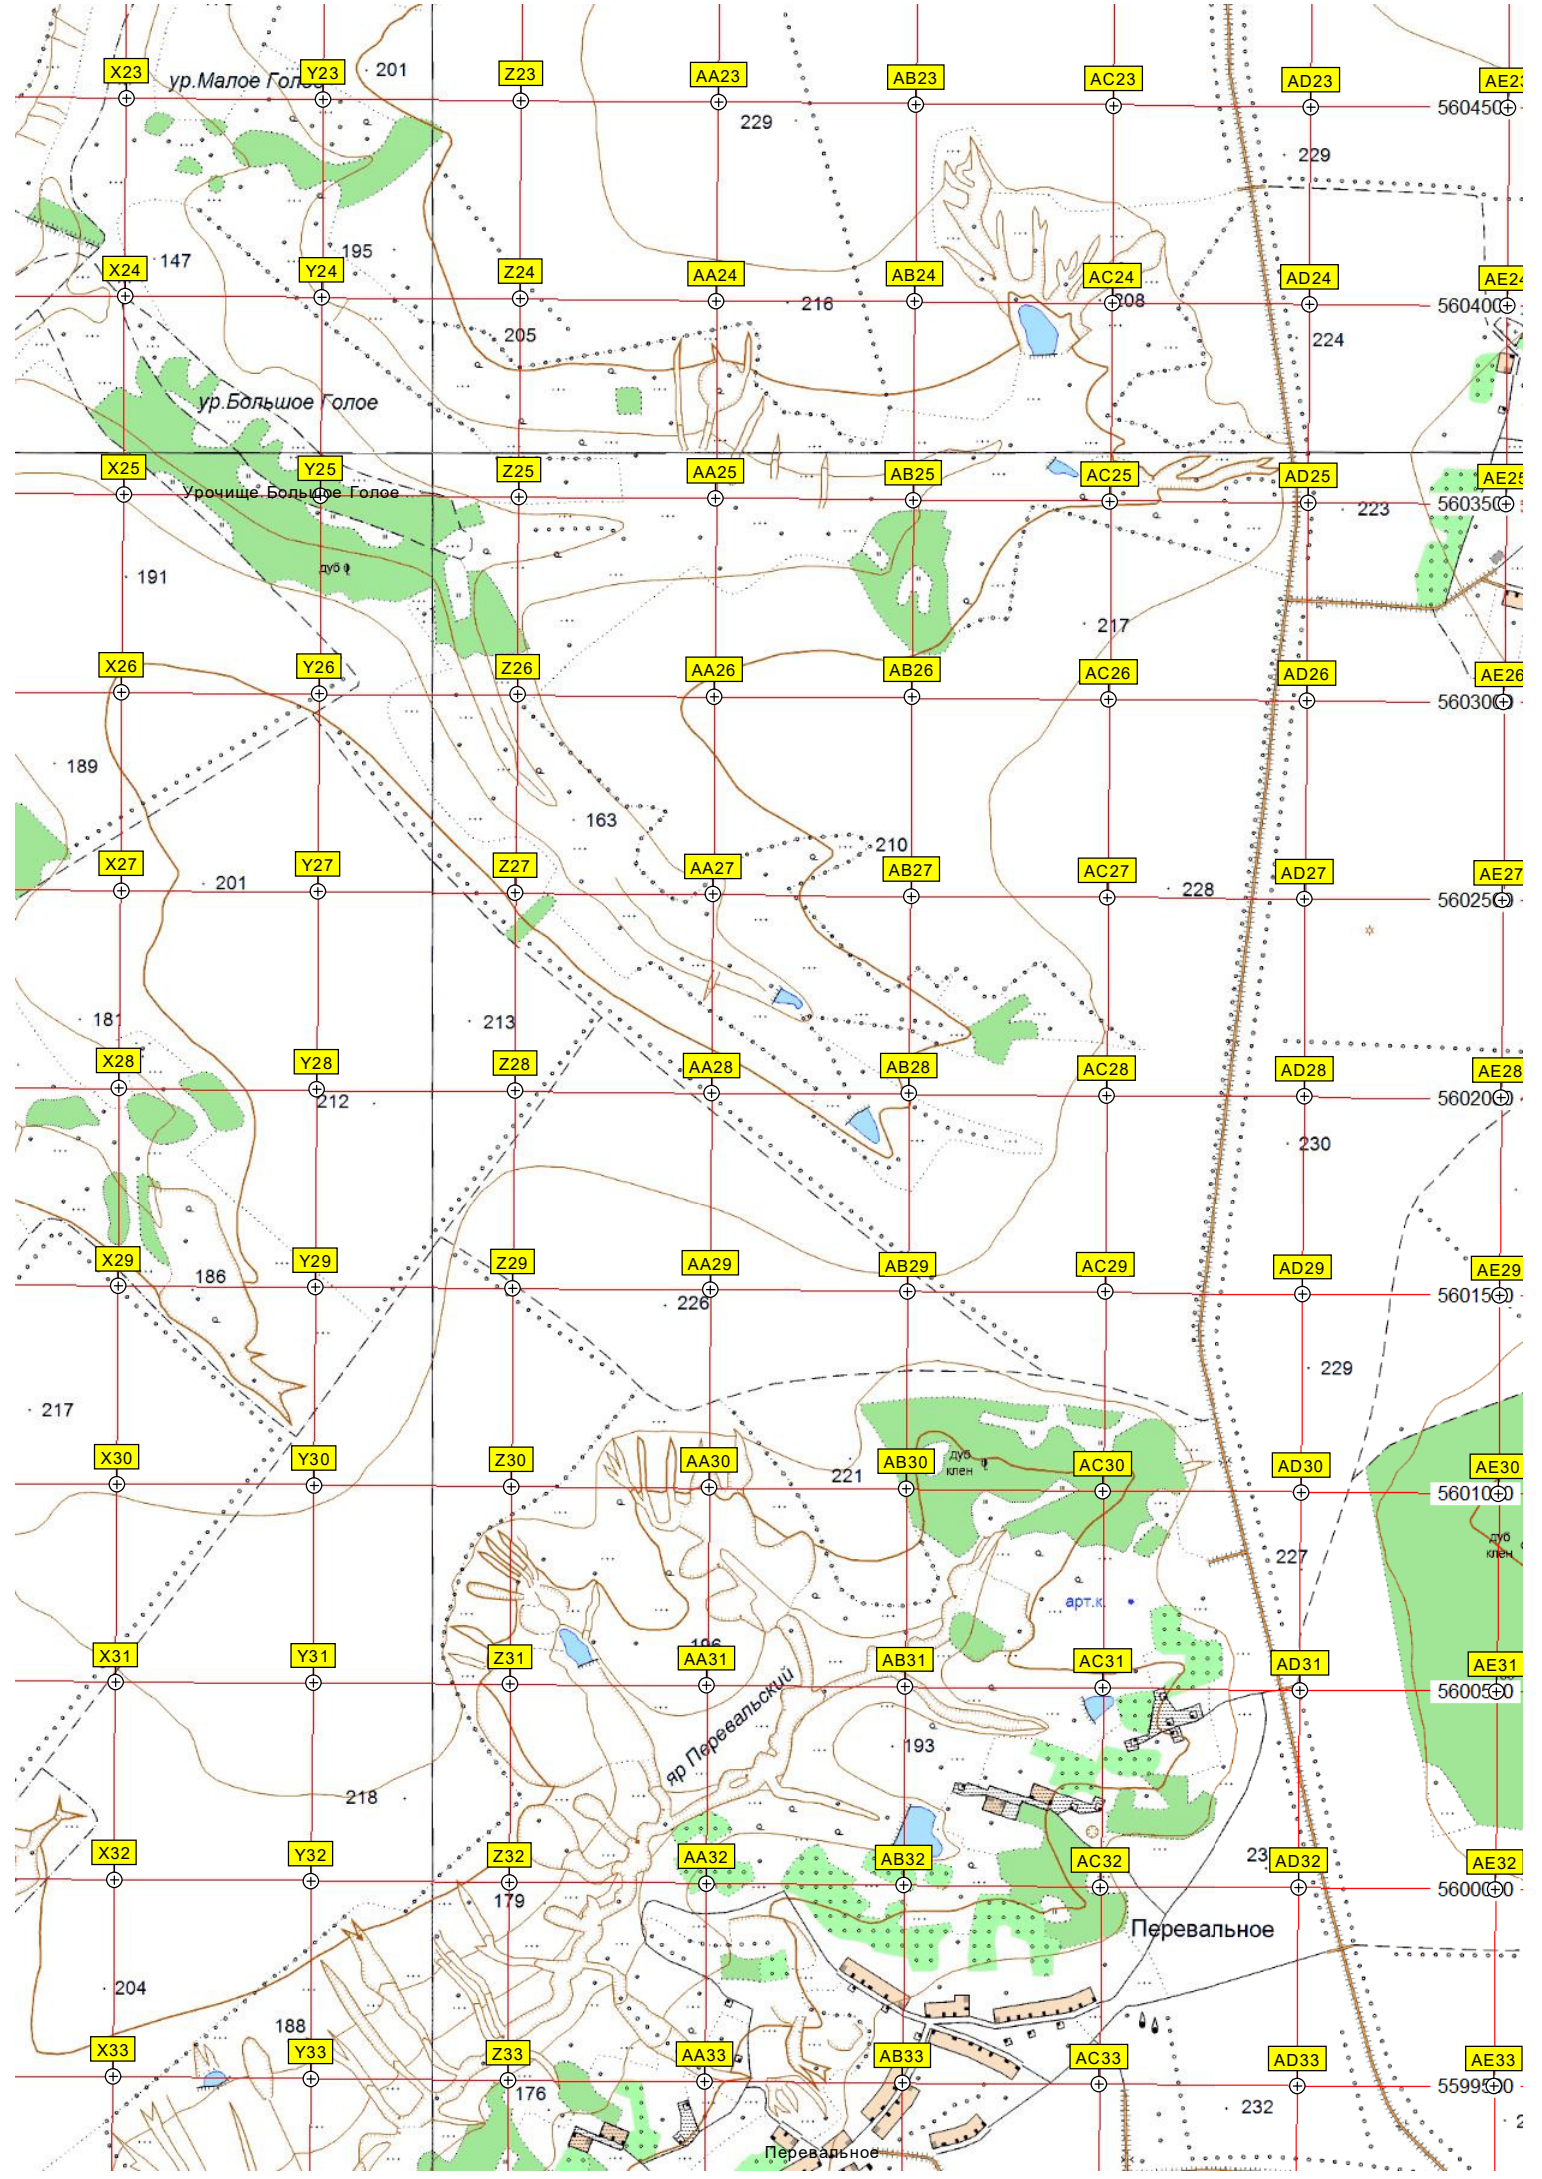 201
X23 ур.Малое Голое Y23 Z23 AA23 AB23 AC23 AD23
560450
229
229
147 195
X24 Y24 Z24 AA24 AB24 AC24 AD24 AE24
216 208 560400
205 224
ур.Большое Голое
X25 Y25 Z25 AA25 AB25 AC25 AD25 AE25
Урочище Большое Голое 560350
223
дуб
191
217
X26 Y26 Z26 AA26 AB26 AC26 AD26 AE26
560300
189
163
210
X27 Y27 Z27 AA27 AB27 AC27 AD27 AE27
201 228
560250
181 213
X28 Y28 Z28 AA28 AB28 AC28 AD28 AE28
212 560200
230
X29 Y29 Z29 AA29 AB29 AC29 AD29 AE29
186
226 560150
229
217
дуб
клен
X30 Y30 Z30 AA30 AB30 AC30 AD30 AE30
221
560100
дуб
клен
227
арт.к.
196
X31 Y31 Z31 AA31 AB31 AC31 AD31 AE31
560050
яр Перевальский
193
218
X32 Y32 Z32 AA32 AB32 AC32 AD32 AE32
179 560000
Перевальное
204
188
X33 Y33 Z33 AA33 AB33 AC33 AD33 AE33
176 559950
232
Перевальное